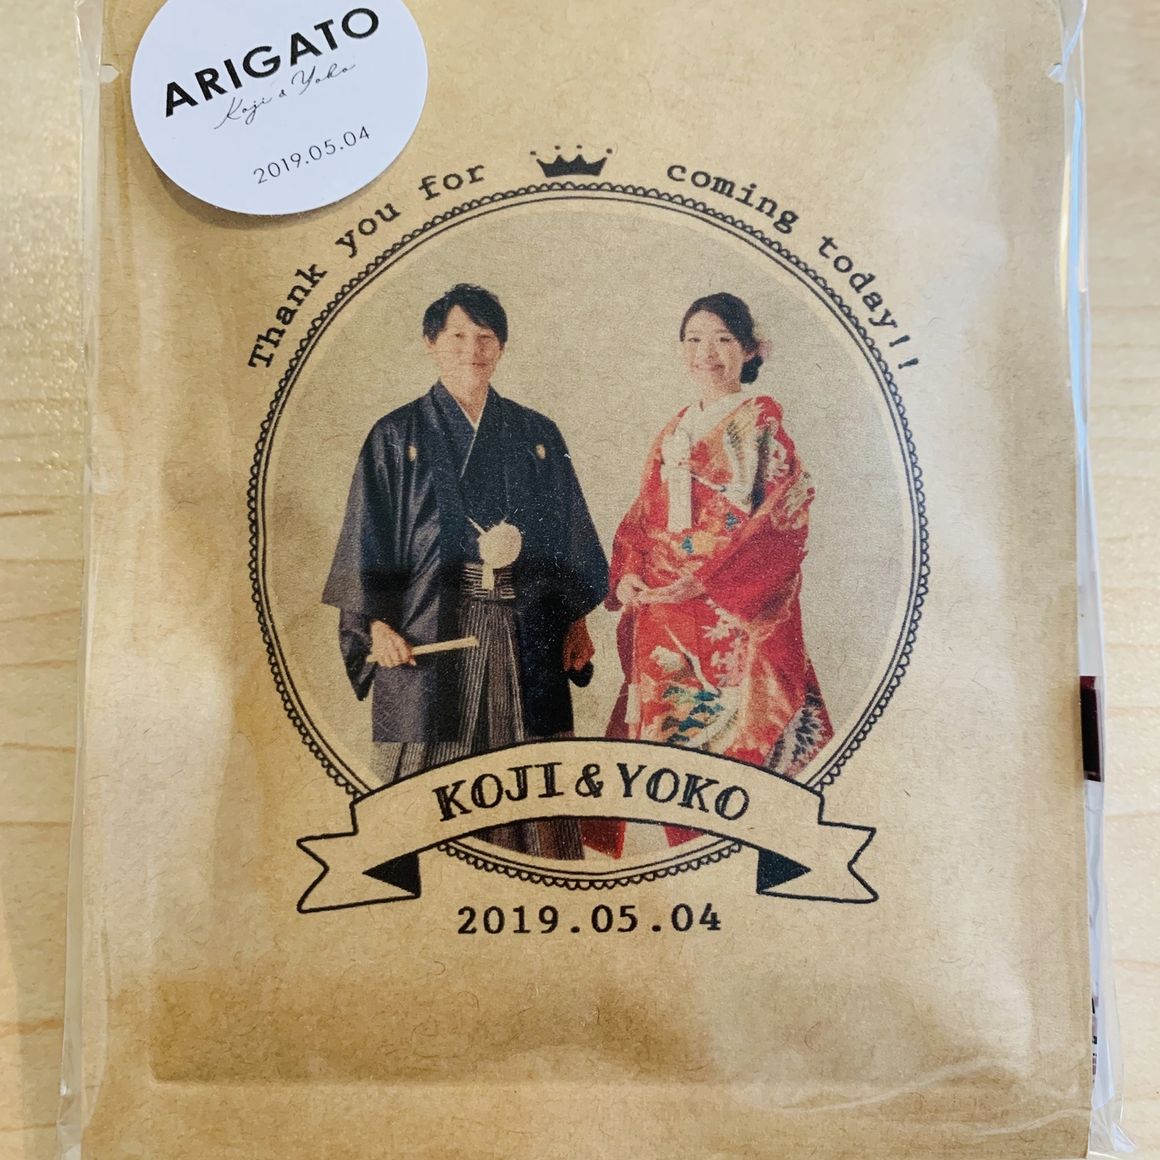 ARIGATO
Koji & Yoko
2019.05.04
Thank you for coming today!!
KOJI & YOKO
2019.05.04